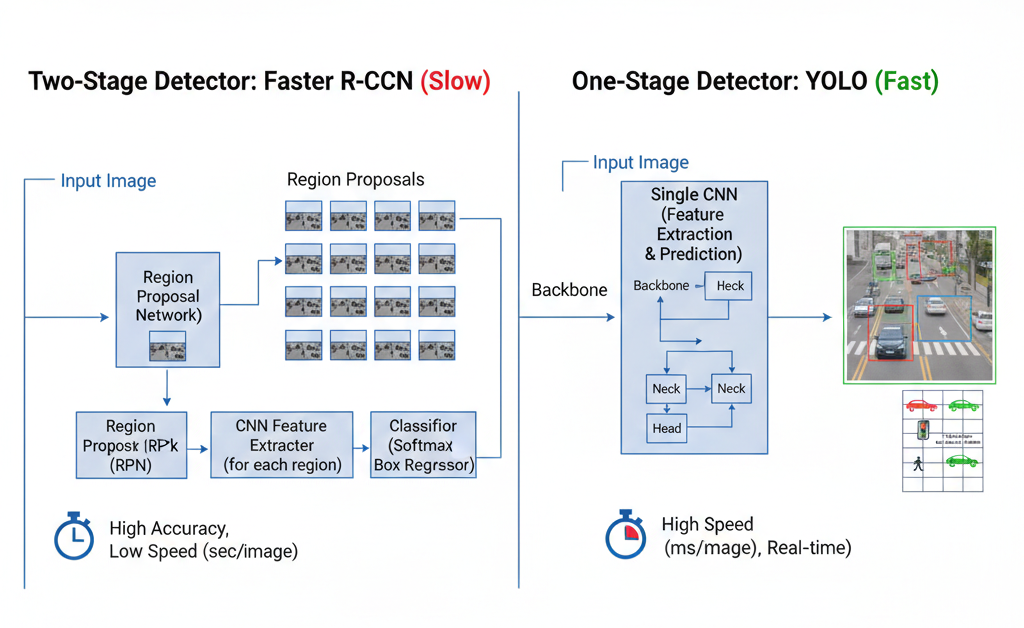 Two-Stage Detector: Faster R-CCN (Slow)
Input Image
Region Proposals
Region
Proposal
Network)
Region
Proposk (RP'k
(RPN)
CNN Feature
Extracter
(for each region)
Classifior
(Softmax
Box Regrssor)
High Accuracy,
Low Speed (sec/image)
One-Stage Detector: YOLO (Fast)
Input Image
Backbone
Single CNN
(Feature
Extraction
& Prediction)
Backbone
Heck
Neck
Neck
Head
High Speed
(ms/mage), Real-time)